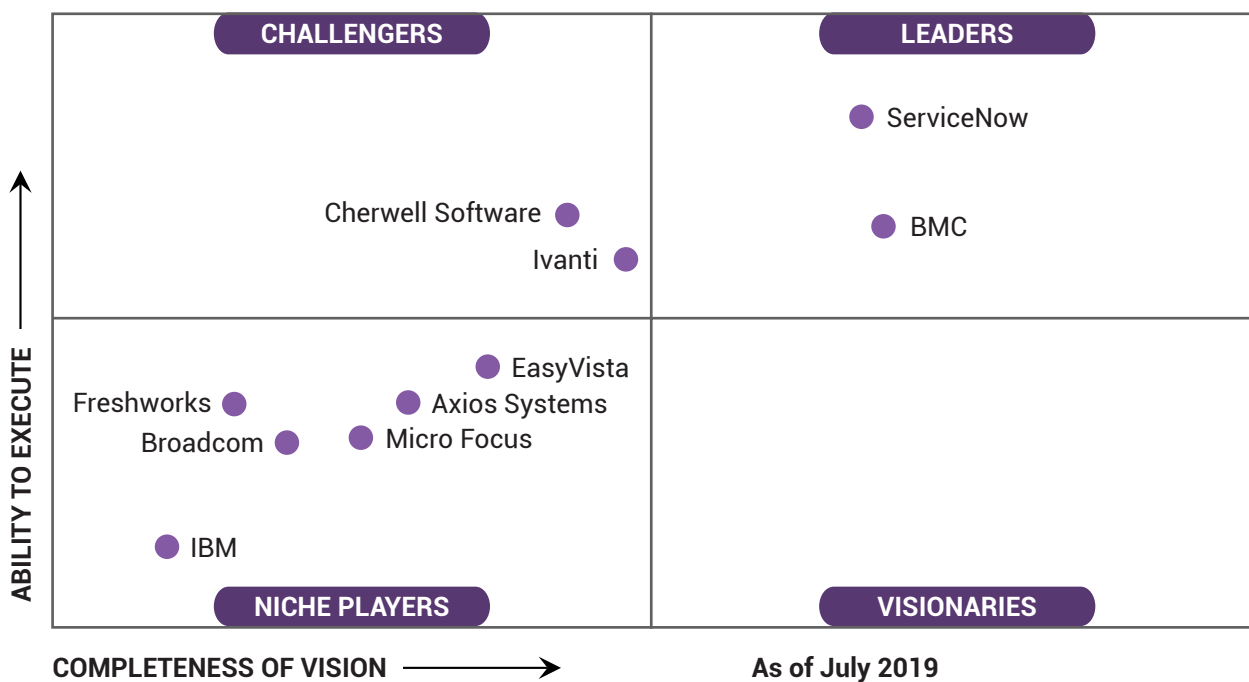 CHALLENGERS
LEADERS
ServiceNow
Cherwell Software
BMC
Ivanti
ABILITY TO EXECUTE
EasyVista
Freshworks
Axios Systems
Broadcom
Micro Focus
IBM
NICHE PLAYERS
VISIONARIES
COMPLETENESS OF VISION
As of July 2019